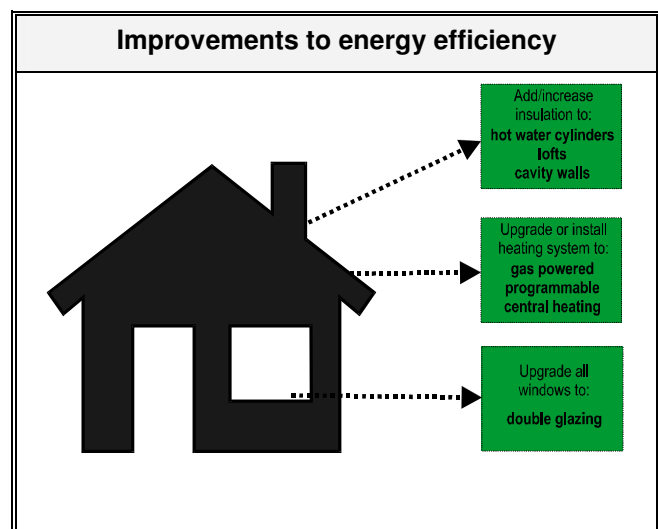 Improvements to energy efficiency
Add/increase
insulation to:
hot water cylinders
lofts
cavity walls
Upgrade or install
heating system to:
gas powered
programmable
central heating
Upgrade all
windows to:
double glazing